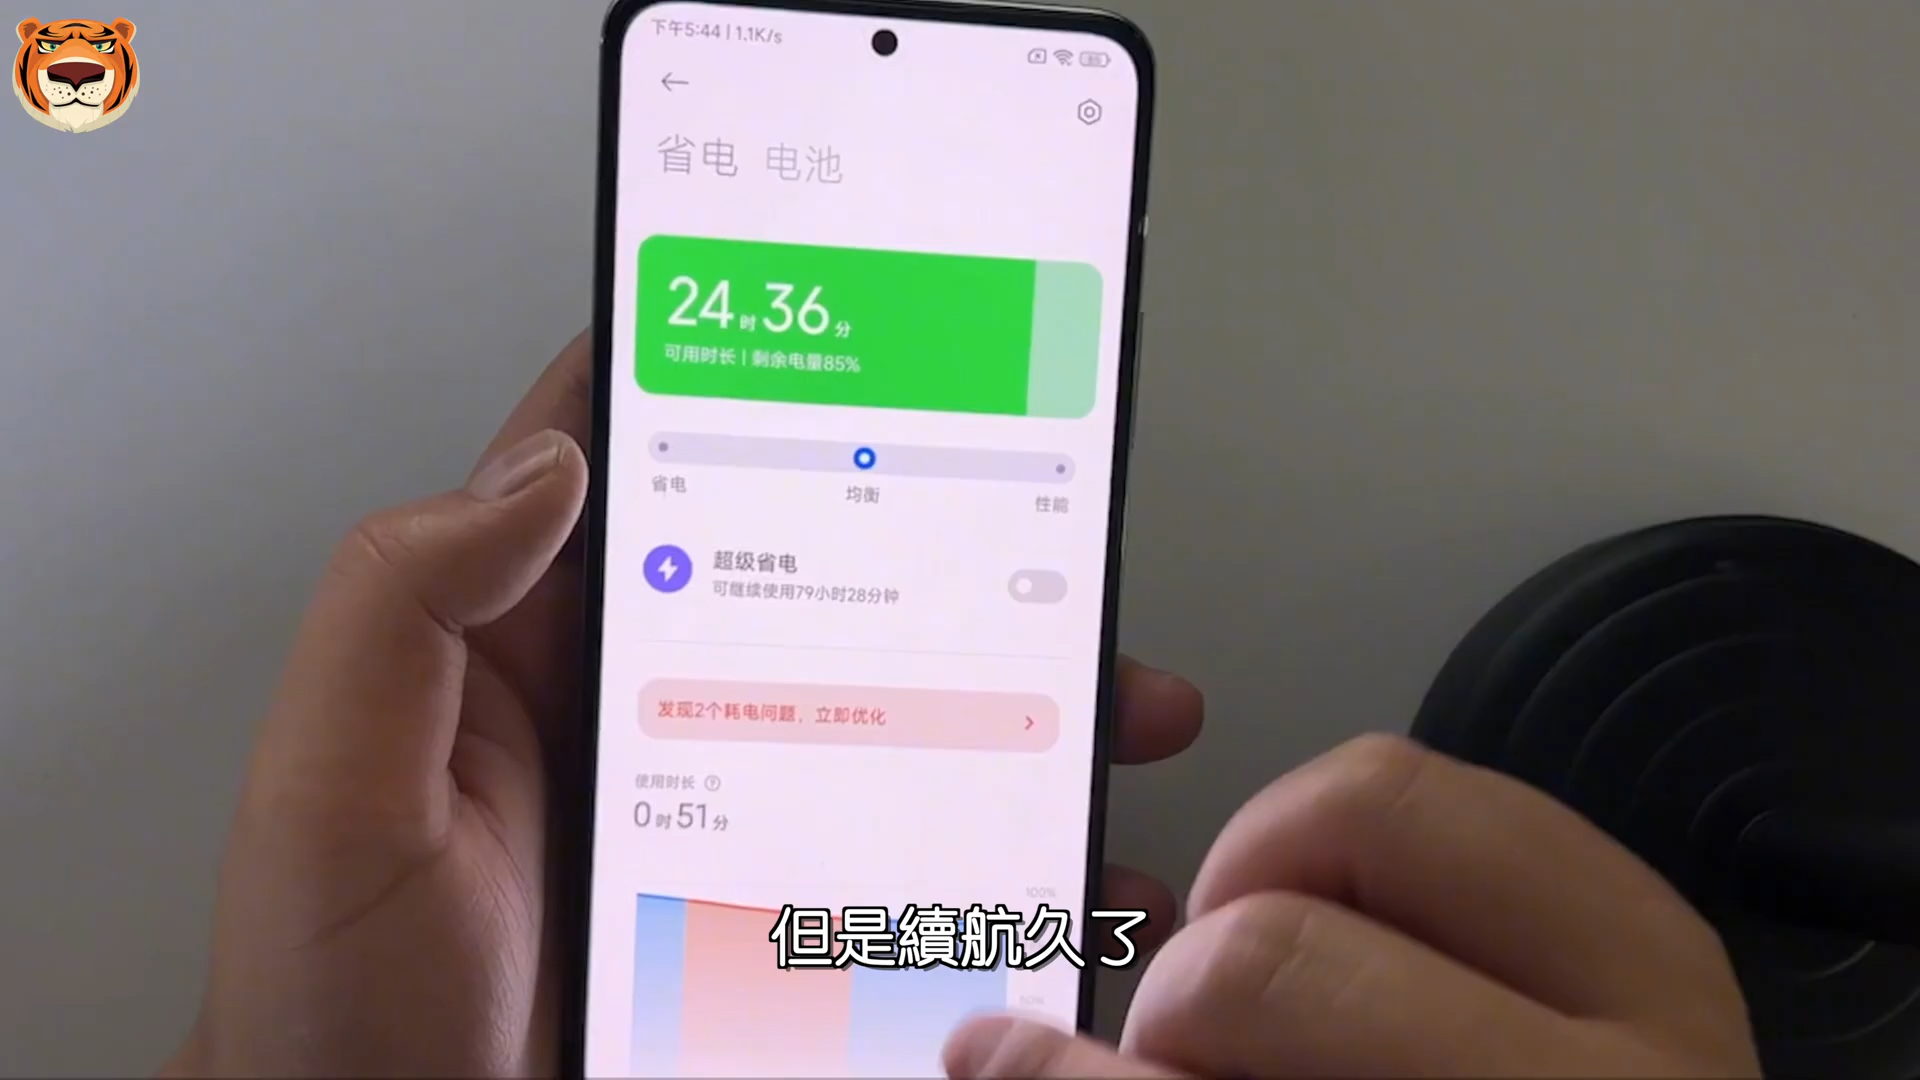 下午5:44 | 1.1K/s
85
省电 电池
24时36分
可用时长 | 剩余电量85%
省电 均衡 性能
超级省电
可继续使用79小时28分钟
发现2个耗电问题，立即优化
使用时长 ?
0时51分
100%
50%
但是續航久了